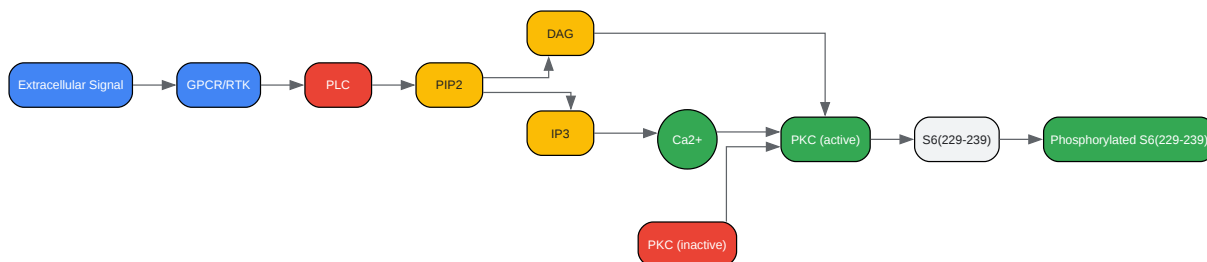 Extracellular Signal
GPCR/RTK
PLC
PIP2
DAG
IP3
Ca2+
PKC (active)
S6(229-239)
Phosphorylated S6(229-239)
PKC (inactive)